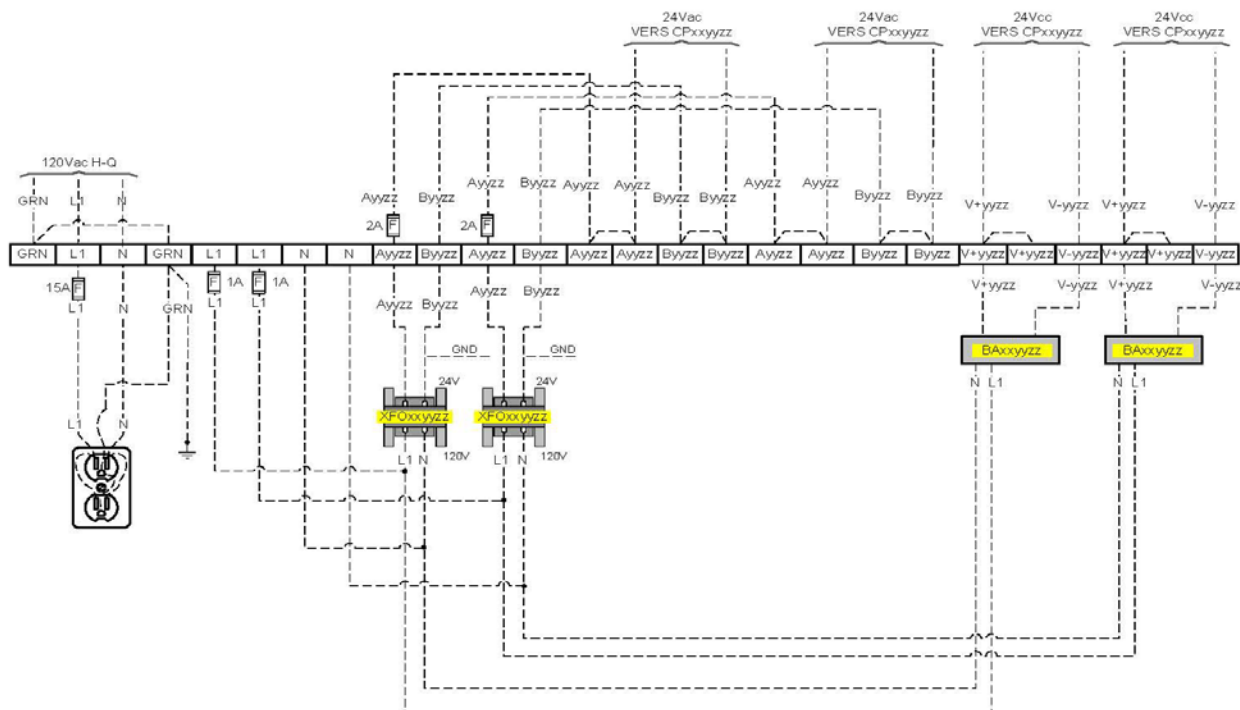 24Vac
VERS CPxxyyzz
24Vac
VERS CPxxyyzz
24Vcc
VERS CPxxyyzz
24Vcc
VERS CPxxyyzz
120Vac H-Q
GRN
L1
N
Ayyzz
Byyzz
Ayyzz
Byyzz
Ayyzz
Ayyzz
Byyzz
Byyzz
Ayyzz
Ayyzz
Byyzz
Byyzz
V+yyzz
V-yyzz
V+yyzz
V-yyzz
2A F
2A F
GRN L1 N GRN L1 L1 N N Ayyzz Byyzz Ayyzz Byyzz Ayyzz Ayyzz Byyzz Byyzz Ayyzz Ayyzz Byyzz Byyzz V+yyzz V+yyzz V-yyzz V+yyzz V+yyzz V-yyzz
15A F
F 1A
F 1A
L1
N
GRN
L1
L1
Ayyzz
Byyzz
Ayyzz
Byyzz
V+yyzz
V-yyzz
V+yyzz
V-yyzz
GND
GND
BAxxyyzz
BAxxyyzz
24V
24V
N L1
N L1
XFOxxyyzz
XFOxxyyzz
L1
N
L1 N
120V
L1 N
120V